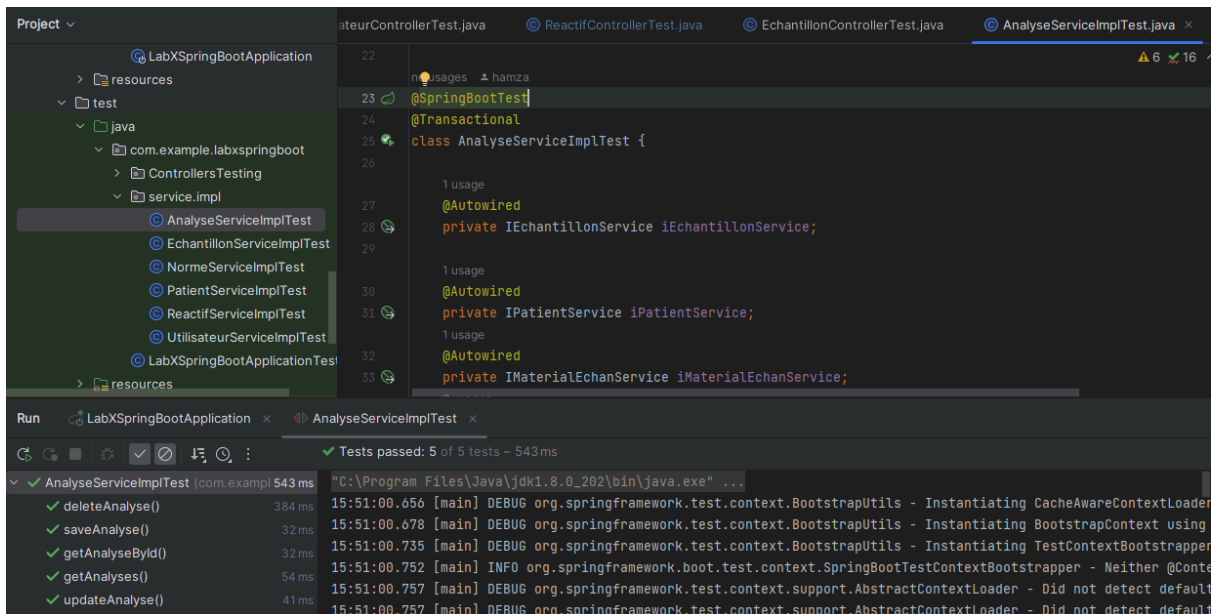 Project
ateurControllerTest.java ReactifControllerTest.java EchantillonControllerTest.java AnalyseServiceImplTest.java
LabXSpringBootApplication
resources
test
java
com.example.labxspringboot
ControllersTesting
service.impl
AnalyseServiceImplTest
EchantillonServiceImplTest
NormeServiceImplTest
PatientServiceImplTest
ReactifServiceImplTest
UtilisateurServiceImplTest
LabXSpringBootApplicationTest
resources
22
6 16
usages hamza
23 @SpringBootTest
24 @Transactional
25 class AnalyseServiceImplTest {
26
1 usage
27 @Autowired
28 private IEchantillonService iEchantillonService;
29
1 usage
30 @Autowired
31 private IPatientService iPatientService;
1 usage
32 @Autowired
33 private IMaterialEchanService iMaterialEchanService;
Run LabXSpringBootApplication AnalyseServiceImplTest
Tests passed: 5 of 5 tests – 543 ms
AnalyseServiceImplTest (com.exampl 543 ms
deleteAnalyse() 384 ms
saveAnalyse() 32 ms
getAnalyseById() 32 ms
getAnalyses() 54 ms
updateAnalyse() 41 ms
"C:\Program Files\Java\jdk1.8.0_202\bin\java.exe" ...
15:51:00.656 [main] DEBUG org.springframework.test.context.BootstrapUtils - Instantiating CacheAwareContextLoader
15:51:00.678 [main] DEBUG org.springframework.test.context.BootstrapUtils - Instantiating BootstrapContext using
15:51:00.735 [main] DEBUG org.springframework.test.context.BootstrapUtils - Instantiating TestContextBootstrapper
15:51:00.752 [main] INFO org.springframework.boot.test.context.SpringBootTestContextBootstrapper - Neither @Conte
15:51:00.757 [main] DEBUG org.springframework.test.context.support.AbstractContextLoader - Did not detect default
15:51:00.757 [main] DEBUG org.springframework.test.context.support.AbstractContextLoader - Did not detect default